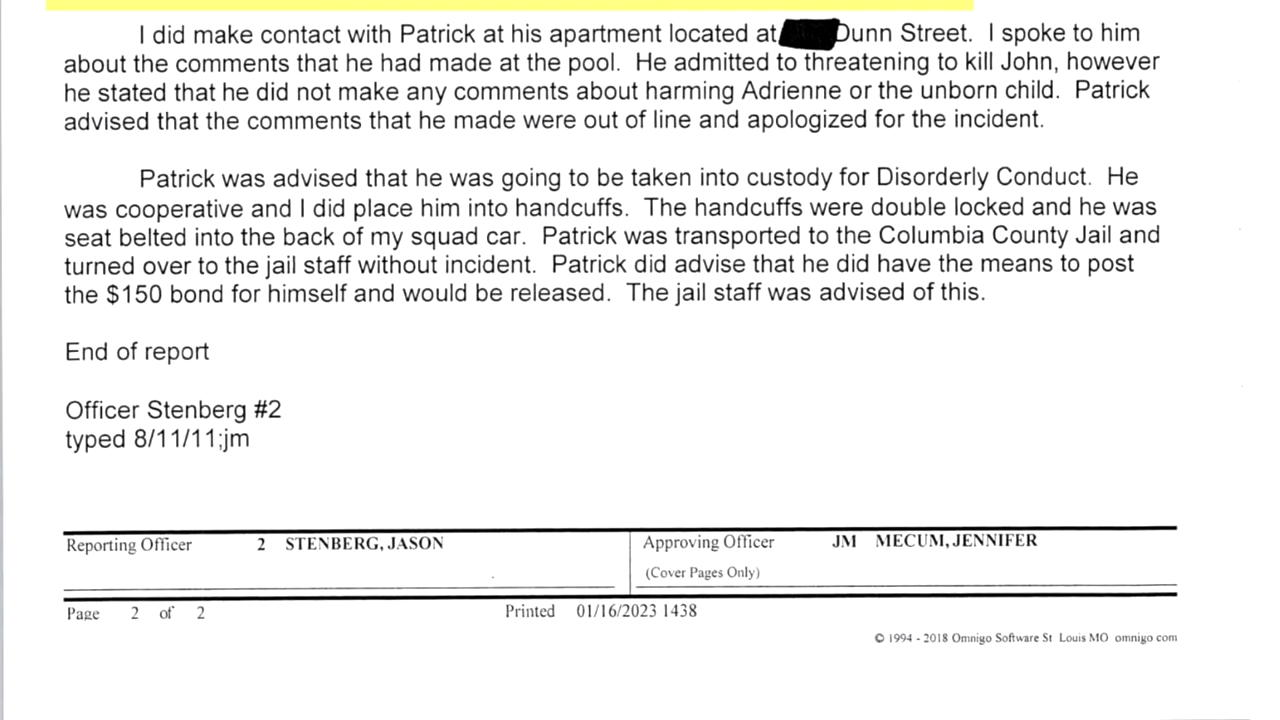 I did make contact with Patrick at his apartment located at Dunn Street. I spoke to him
about the comments that he had made at the pool. He admitted to threatening to kill John, however
he stated that he did not make any comments about harming Adrienne or the unborn child. Patrick
advised that the comments that he made were out of line and apologized for the incident.
Patrick was advised that he was going to be taken into custody for Disorderly Conduct. He
was cooperative and I did place him into handcuffs. The handcuffs were double locked and he was
seat belted into the back of my squad car. Patrick was transported to the Columbia County Jail and
turned over to the jail staff without incident. Patrick did advise that he did have the means to post
the $150 bond for himself and would be released. The jail staff was advised of this.
End of report
Officer Stenberg #2
typed 8/11/11;jm
Reporting Officer 2 STENBERG, JASON
Approving Officer JM MECUM, JENNIFER
(Cover Pages Only)
Page 2 of 2 Printed 01/16/2023 1438
© 1994 - 2018 Omnigo Software St Louis MO omnigo com